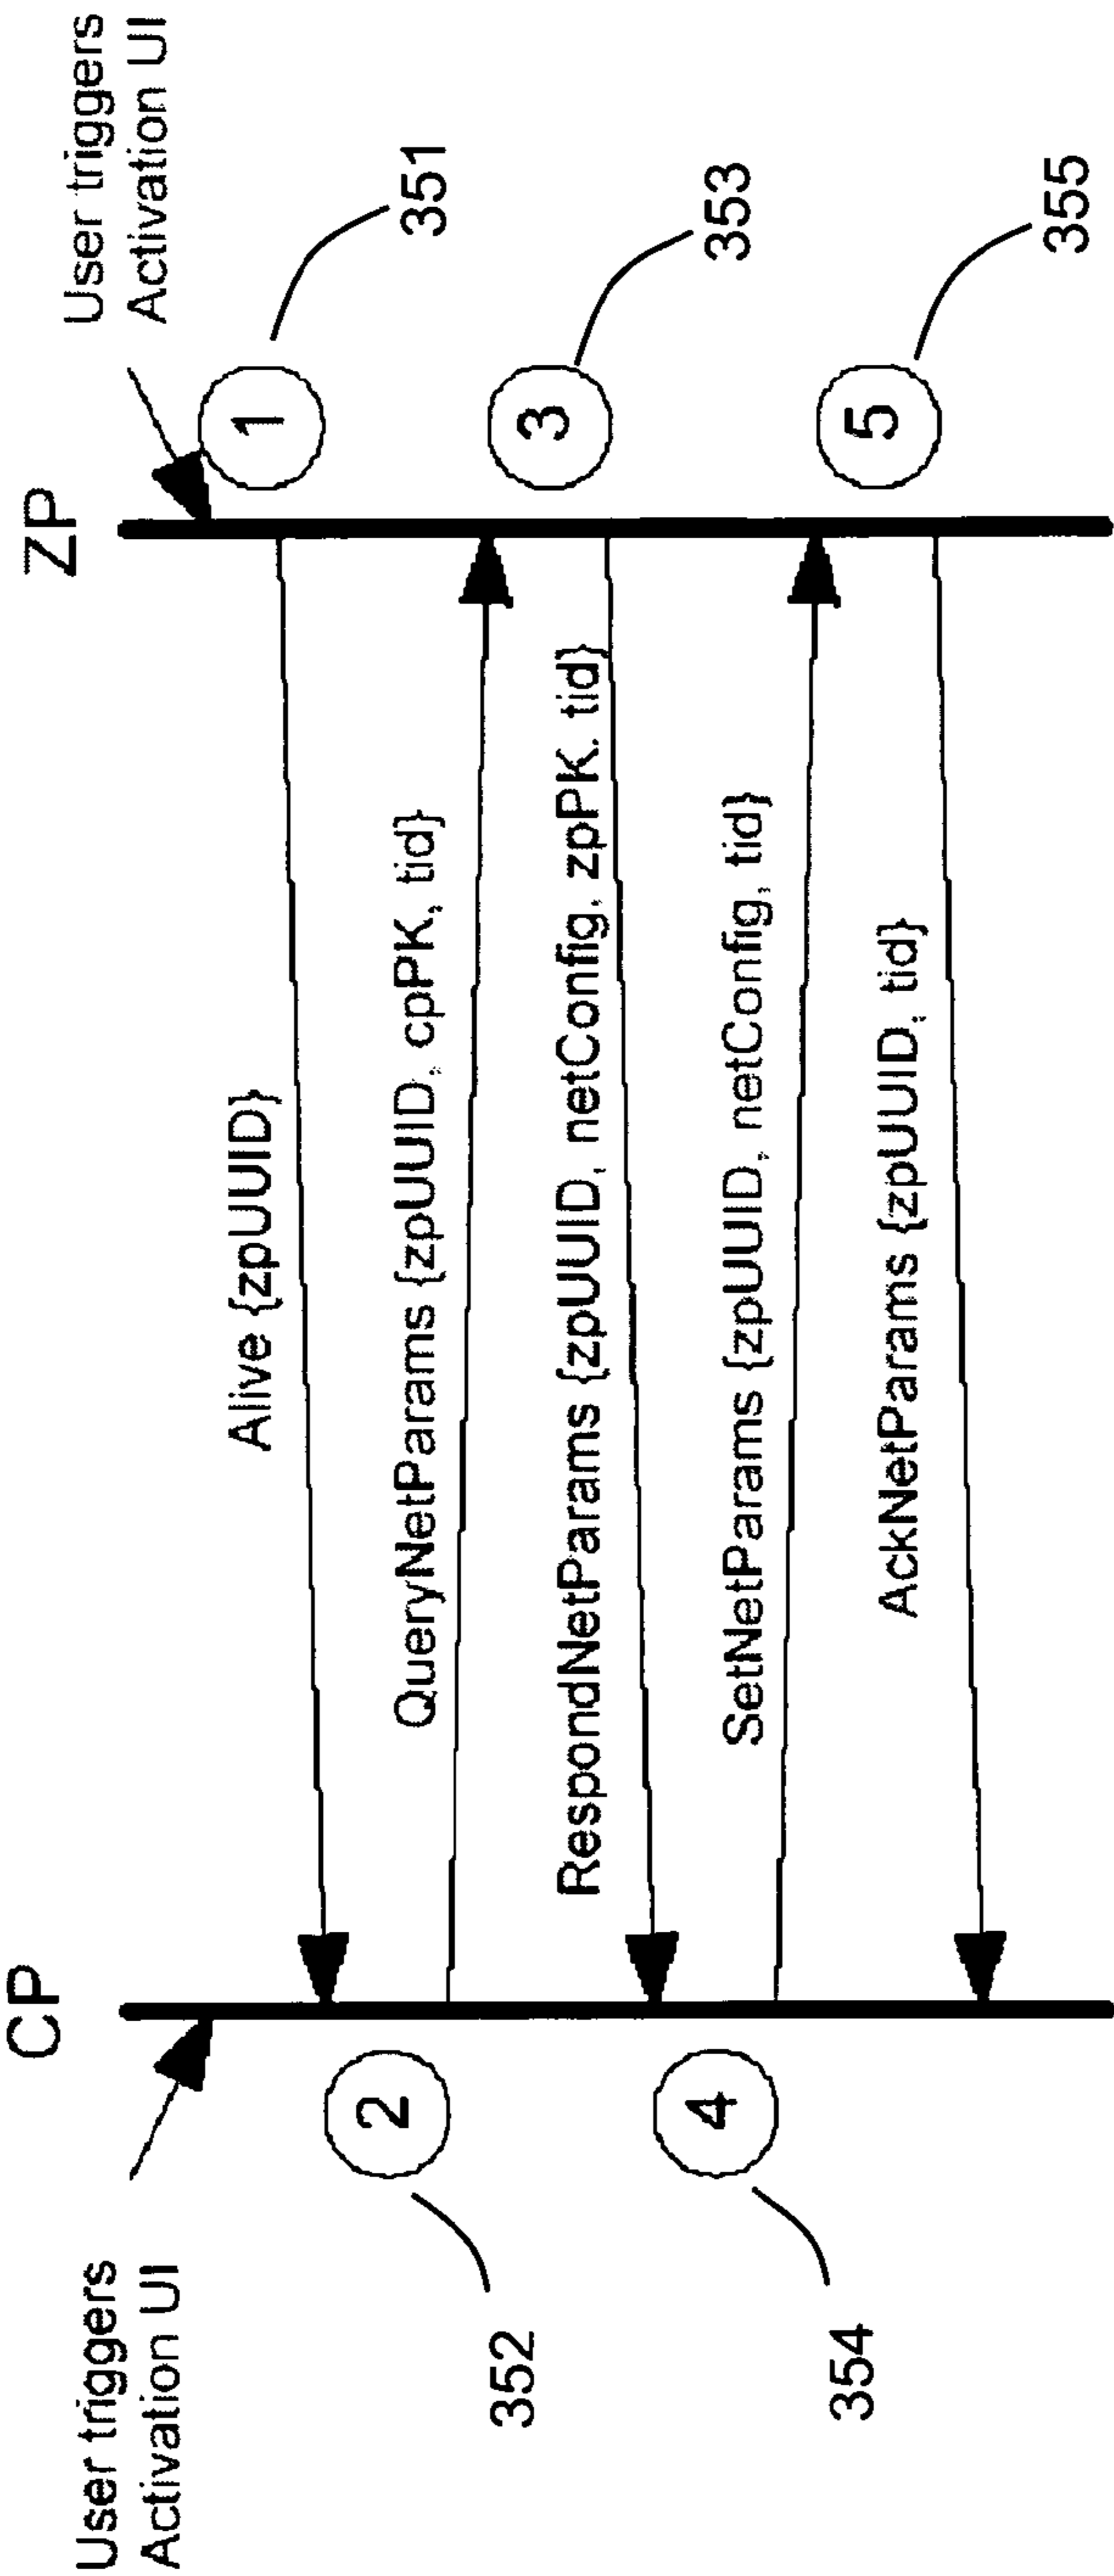 CP
ZP
User triggers
Activation UI
User triggers
Activation UI
1
351
Alive {zpUUID}
2
352
QueryNetParams {zpUUID, cpPK, tid}
3
353
RespondNetParams {zpUUID, netConfig, zpPK. tid}
4
354
SetNetParams {zpUUID, netConfig, tid}
5
355
AckNetParams {zpUUID, tid}